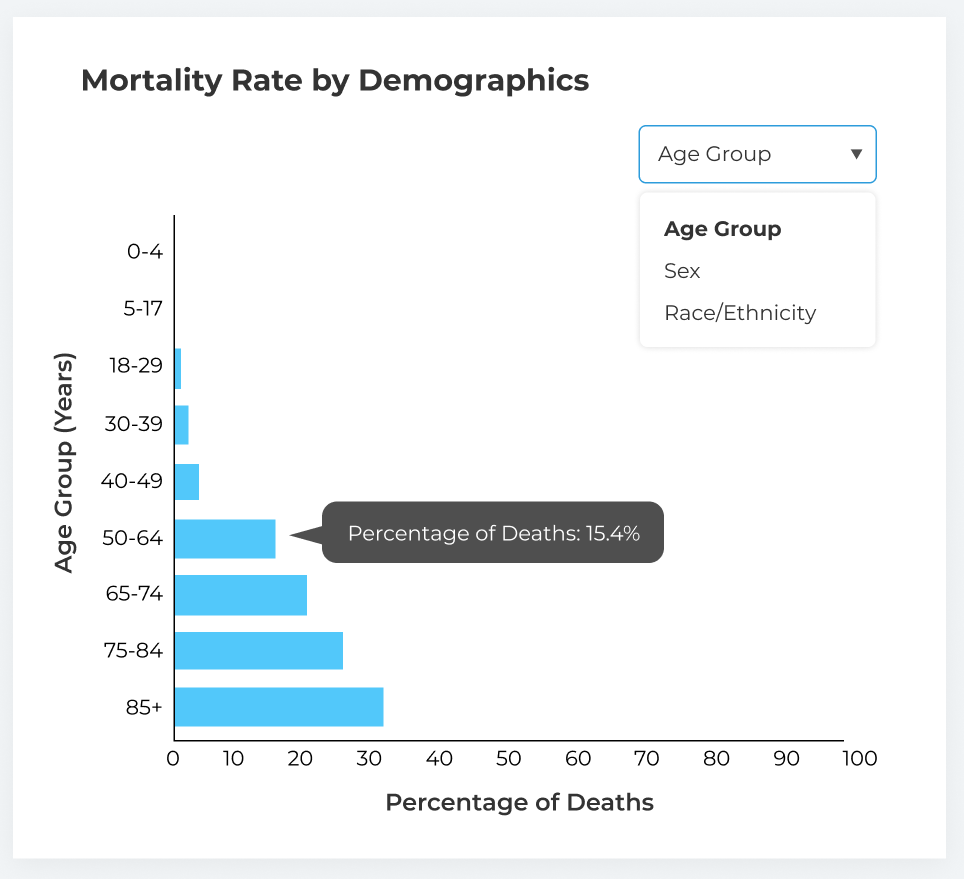 Mortality Rate by Demographics
Age Group ▼
Age Group
Sex
Race/Ethnicity
Age Group (Years)
0-4
5-17
18-29
30-39
40-49
50-64
Percentage of Deaths: 15.4%
65-74
75-84
85+
0 10 20 30 40 50 60 70 80 90 100
Percentage of Deaths